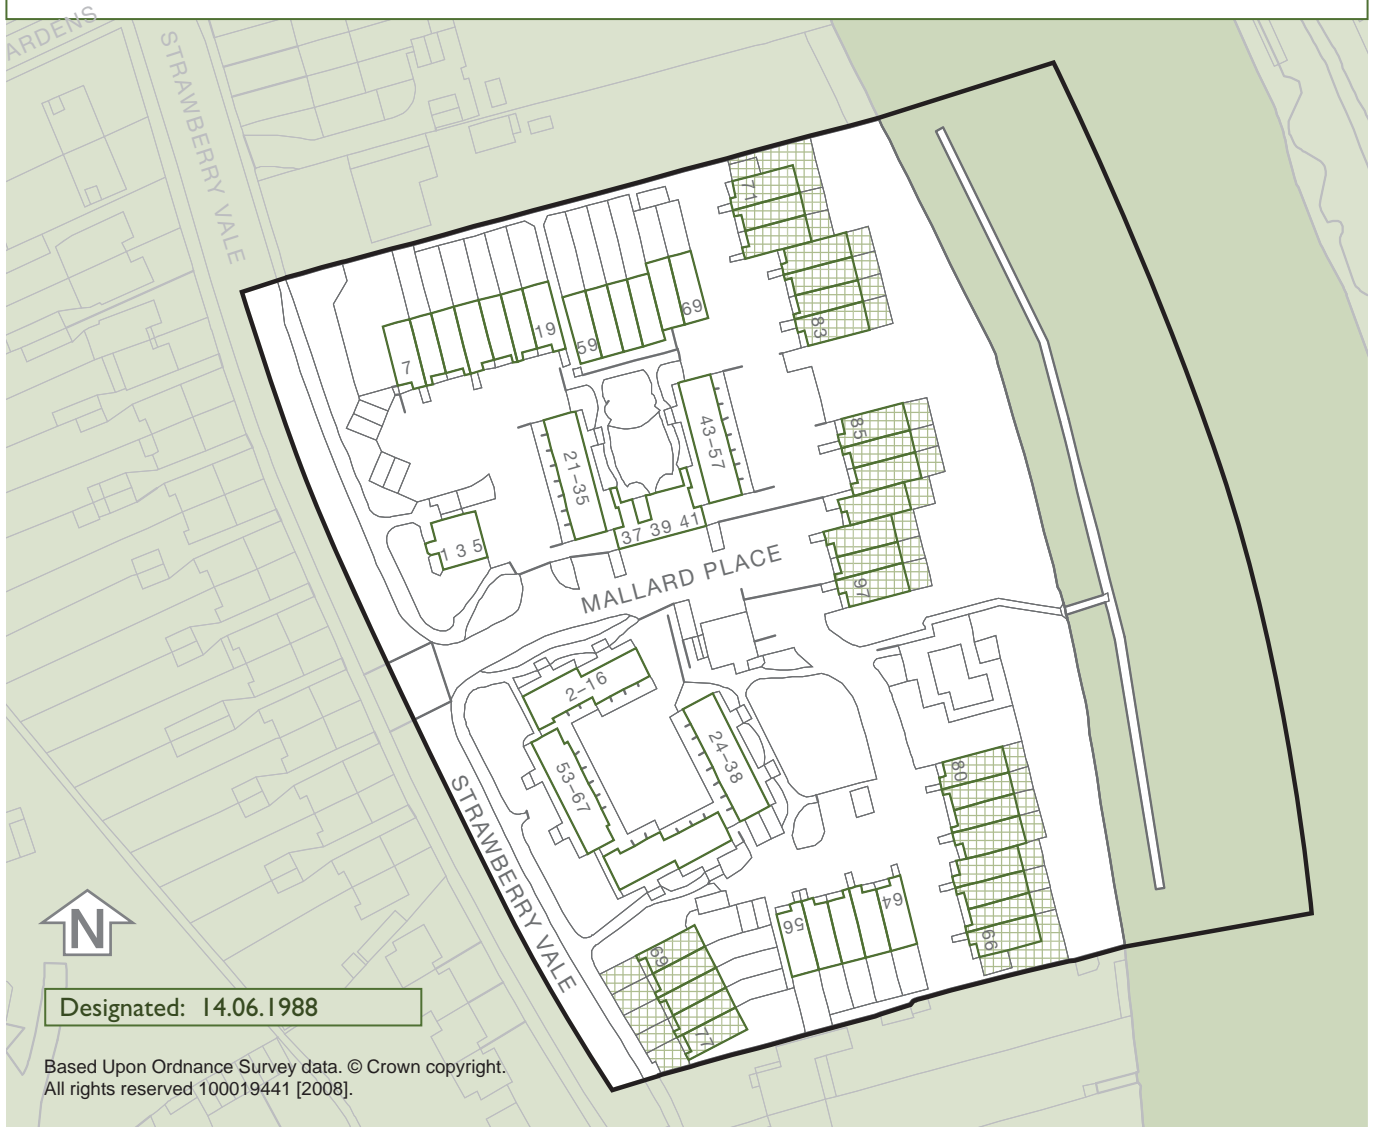 ARDENS
STRAWBERRY VALE
71
83
19
69
59
7
85
43-57
21-35
37 39 41
1 3 5
MALLARD PLACE
97
2-16
24-38
80
53-67
STRAWBERRY VALE
64
56
66
69
77
N
Designated: 14.06.1988
Based Upon Ordnance Survey data. © Crown copyright.
All rights reserved 100019441 [2008].